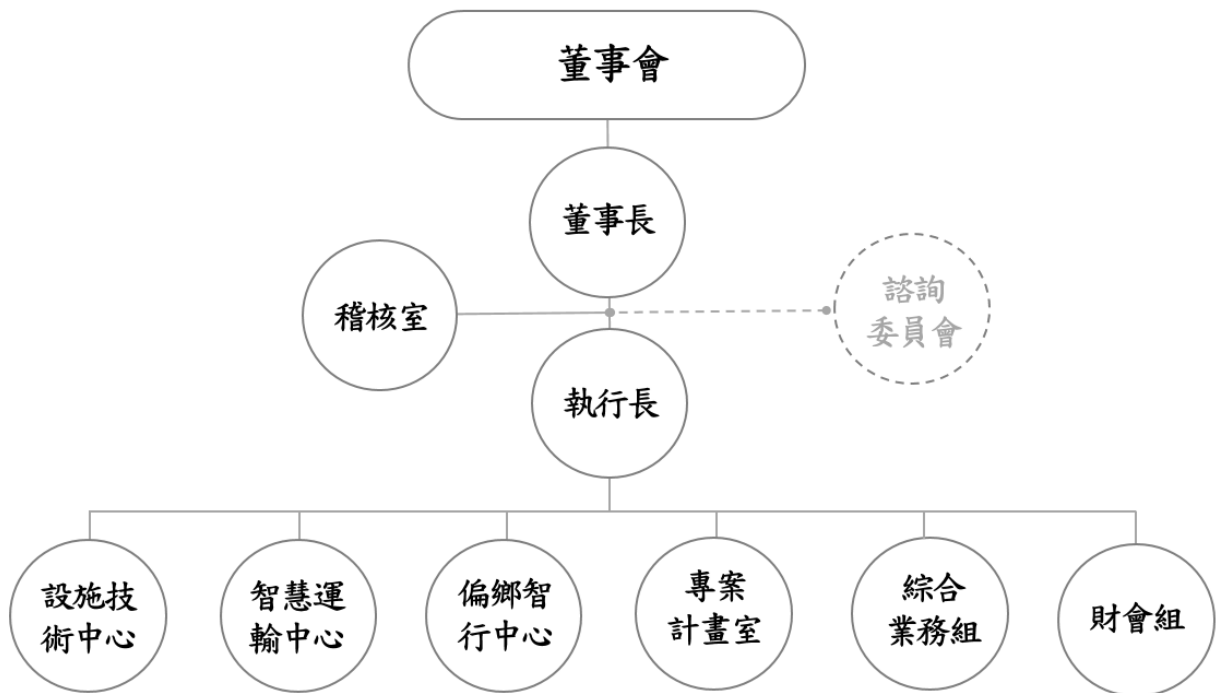 董事會
董事長
稽核室
諮詢
委員會
執行長
設施技
術中心
智慧運
輸中心
偏鄉智
行中心
專案
計畫室
綜合
業務組
財會組